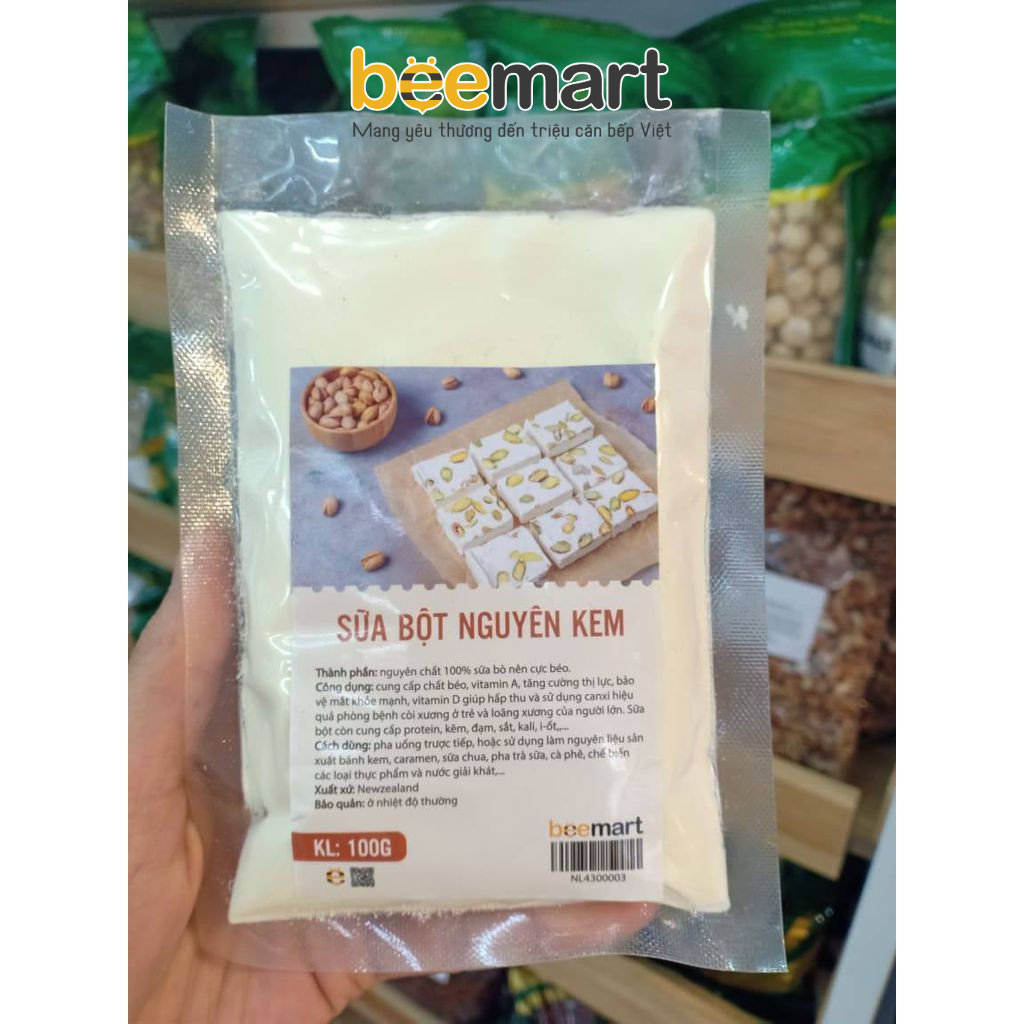 beemart
Mang yêu thương đến triệu căn bếp Việt
SỮA BỘT NGUYÊN KEM
Thành phần: nguyên chất 100% sữa bò nên cực béo.
Công dụng: cung cấp chất béo, vitamin A, tăng cường thị lực, bảo
vệ mắt khỏe mạnh, vitamin D giúp hấp thu và sử dụng canxi hiệu
quả phòng bệnh còi xương ở trẻ và loãng xương của người lớn. Sữa
bột còn cung cấp protein, kẽm, đạm, sắt, kali, i-ốt,,...
Cách dùng: pha uống trược tiếp, hoặc sử dụng làm nguyên liệu sản
xuất bánh kem, caramen, sữa chua, pha trà sữa, cà phê, chế biến
các loại thực phẩm và nước giải khát,...
Xuất xứ: Newzealand
Bảo quản: ở nhiệt độ thường
KL: 100G
beemart
NL4300003